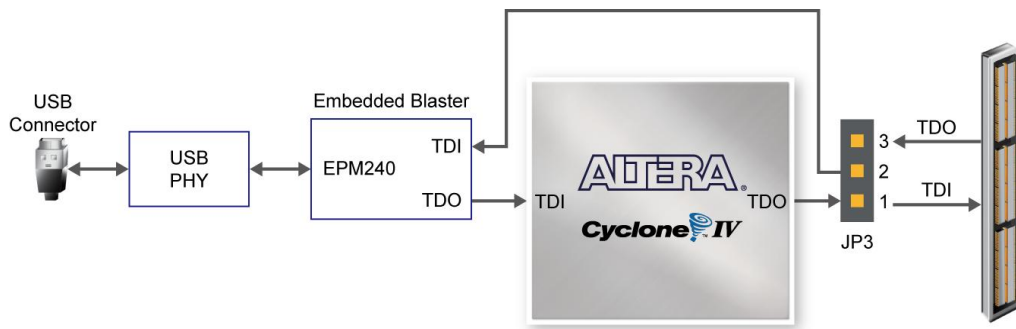 USB
Connector
USB
PHY
Embedded Blaster
TDI
EPM240
TDO
TDI
ALTERA®
Cyclone™ IV
TDO
3
2
1
JP3
TDO
TDI